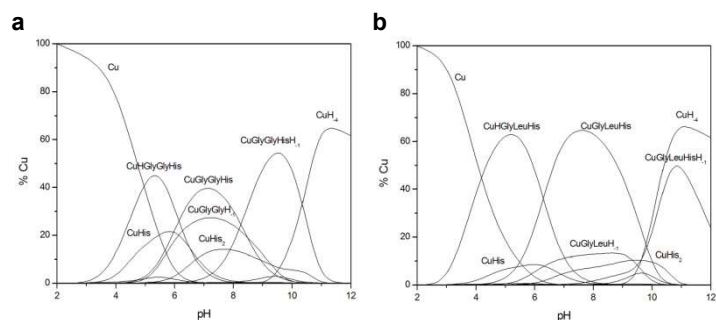 a
b
100
80
60
40
20
0
% Cu
Cu
CuHGlyGlyHis
CuHis
CuGlyGlyHis
CuGlyGlyH₋₁
CuHis₂
CuGlyGlyHisH₋₁
CuH₋₄
2 4 6 8 10 12
pH
100
80
60
40
20
0
% Cu
Cu
CuHGlyLeuHis
CuGlyLeuHis
CuH₋₄
CuGlyLeuHisH₋₁
CuHis
CuGlyLeuH₋₁
CuHis₂
2 4 6 8 10 12
pH